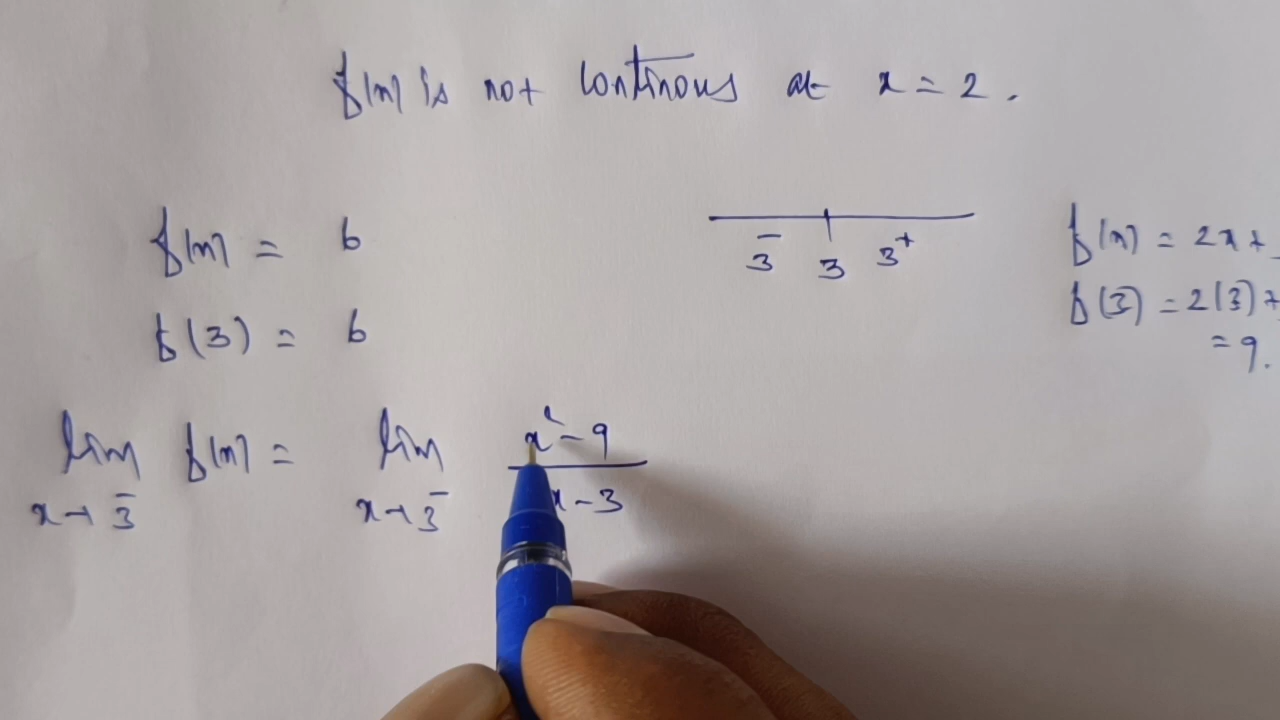 f(x) is not continous at x = 2 .
f(x) = 6
f(3) = 6
3⁻ 3 3⁺
f(x) = 2x +
f(3) = 2(3) +
= 9.
lim f(x) = lim x² - 9
x→3⁻ x→3⁻ x - 3